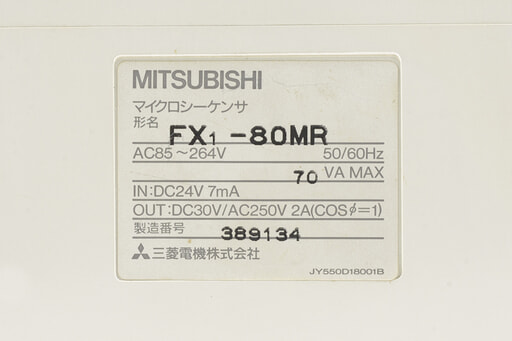 MITSUBISHI
マイクロシーケンサ
形名 FX1-80MR
AC85~264V 50/60Hz
70 VA MAX
IN:DC24V 7mA
OUT:DC30V/AC250V 2A(COSφ=1)
製造番号 389134
三菱電機株式会社
JY550D18001B